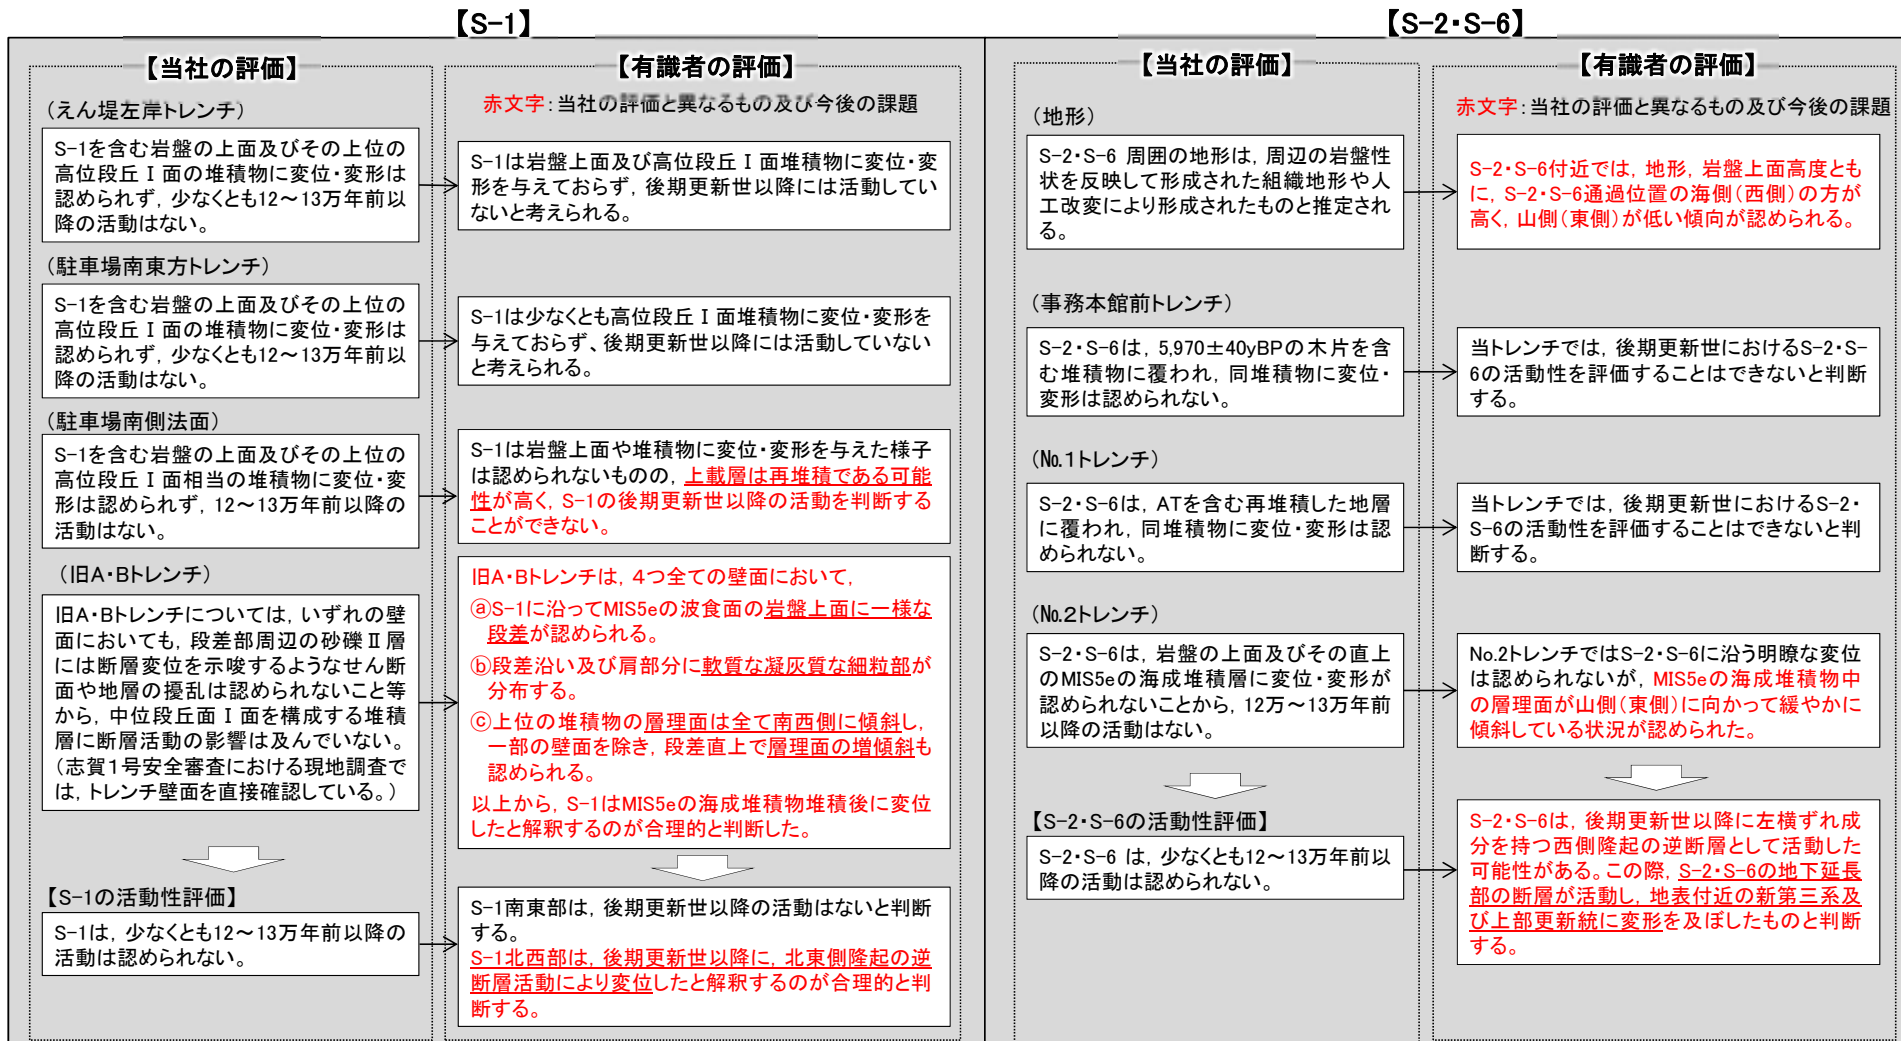 【S-1】
【当社の評価】
(えん堤左岸トレンチ)
S-1を含む岩盤の上面及びその上位の
高位段丘Ⅰ面の堆積物に変位・変形は
認められず，少なくとも12～13万年前以
降の活動はない。
(駐車場南東方トレンチ)
S-1を含む岩盤の上面及びその上位の
高位段丘Ⅰ面の堆積物に変位・変形は
認められず，少なくとも12～13万年前以
降の活動はない。
(駐車場南側法面)
S-1を含む岩盤の上面及びその上位の
高位段丘Ⅰ面相当の堆積物に変位・変
形は認められず，12～13万年前以降の
活動はない。
(旧A・Bトレンチ)
旧A・Bトレンチについては，いずれの壁
面においても，段差部周辺の砂礫Ⅱ層
には断層変位を示唆するようなせん断
面や地層の擾乱は認められないこと等
から，中位段丘面Ⅰ面を構成する堆積
層に断層活動の影響は及んでいない。
(志賀1号安全審査における現地調査で
は，トレンチ壁面を直接確認している。)
【S-1の活動性評価】
S-1は，少なくとも12～13万年前以降の
活動は認められない。
【有識者の評価】
赤文字：当社の評価と異なるもの及び今後の課題
S-1は岩盤上面及び高位段丘Ⅰ面堆積物に変位・変
形を与えておらず，後期更新世以降には活動してい
ないと考えられる。
S-1は少なくとも高位段丘Ⅰ面堆積物に変位・変形を
与えておらず、後期更新世以降には活動していない
と考えられる。
S-1は岩盤上面や堆積物に変位・変形を与えた様子
は認められないものの，上載層は再堆積である可能
性が高く，S-1の後期更新世以降の活動を判断する
ことができない。
旧A・Bトレンチは，４つ全ての壁面において，
ⓐS-1に沿ってMIS5eの波食面の岩盤上面に一様な
段差が認められる。
ⓑ段差沿い及び肩部分に軟質な凝灰質な細粒部が
分布する。
ⓒ上位の堆積物の層理面は全て南西側に傾斜し，
一部の壁面を除き，段差直上で層理面の増傾斜も
認められる。
以上から，S-1はMIS5eの海成堆積物堆積後に変位
したと解釈するのが合理的と判断した。
S-1南東部は，後期更新世以降の活動はないと判断
する。
S-1北西部は，後期更新世以降に，北東側隆起の逆
断層活動により変位したと解釈するのが合理的と判
断する。
【S-2・S-6】
【当社の評価】
(地形)
S-2・S-6 周囲の地形は，周辺の岩盤性
状を反映して形成された組織地形や人
工改変により形成されたものと推定され
る。
(事務本館前トレンチ)
S-2・S-6は，5,970±40yBPの木片を含
む堆積物に覆われ，同堆積物に変位・
変形は認められない。
(№1トレンチ)
S-2・S-6は，ATを含む再堆積した地層
に覆われ，同堆積物に変位・変形は認
められない。
(№2トレンチ)
S-2・S-6は，岩盤の上面及びその直上
のMIS5eの海成堆積層に変位・変形が
認められないことから，12万～13万年前
以降の活動はない。
【S-2・S-6の活動性評価】
S-2・S-6 は，少なくとも12～13万年前以
降の活動は認められない。
【有識者の評価】
赤文字：当社の評価と異なるもの及び今後の課題
S-2・S-6付近では，地形，岩盤上面高度とも
に，S-2・S-6通過位置の海側(西側)の方が
高く，山側(東側)が低い傾向が認められる。
当トレンチでは，後期更新世におけるS-2・S-
6の活動性を評価することはできないと判断
する。
当トレンチでは，後期更新世におけるS-2・
S-6の活動性を評価することはできないと判
断する。
No.2トレンチではS-2・S-6に沿う明瞭な変位
は認められないが，MIS5eの海成堆積物中
の層理面が山側(東側)に向かって緩やかに
傾斜している状況が認められた。
S-2・S-6は，後期更新世以降に左横ずれ成
分を持つ西側隆起の逆断層として活動した
可能性がある。この際，S-2・S-6の地下延長
部の断層が活動し，地表付近の新第三系及
び上部更新統に変形を及ぼしたものと判断
する。